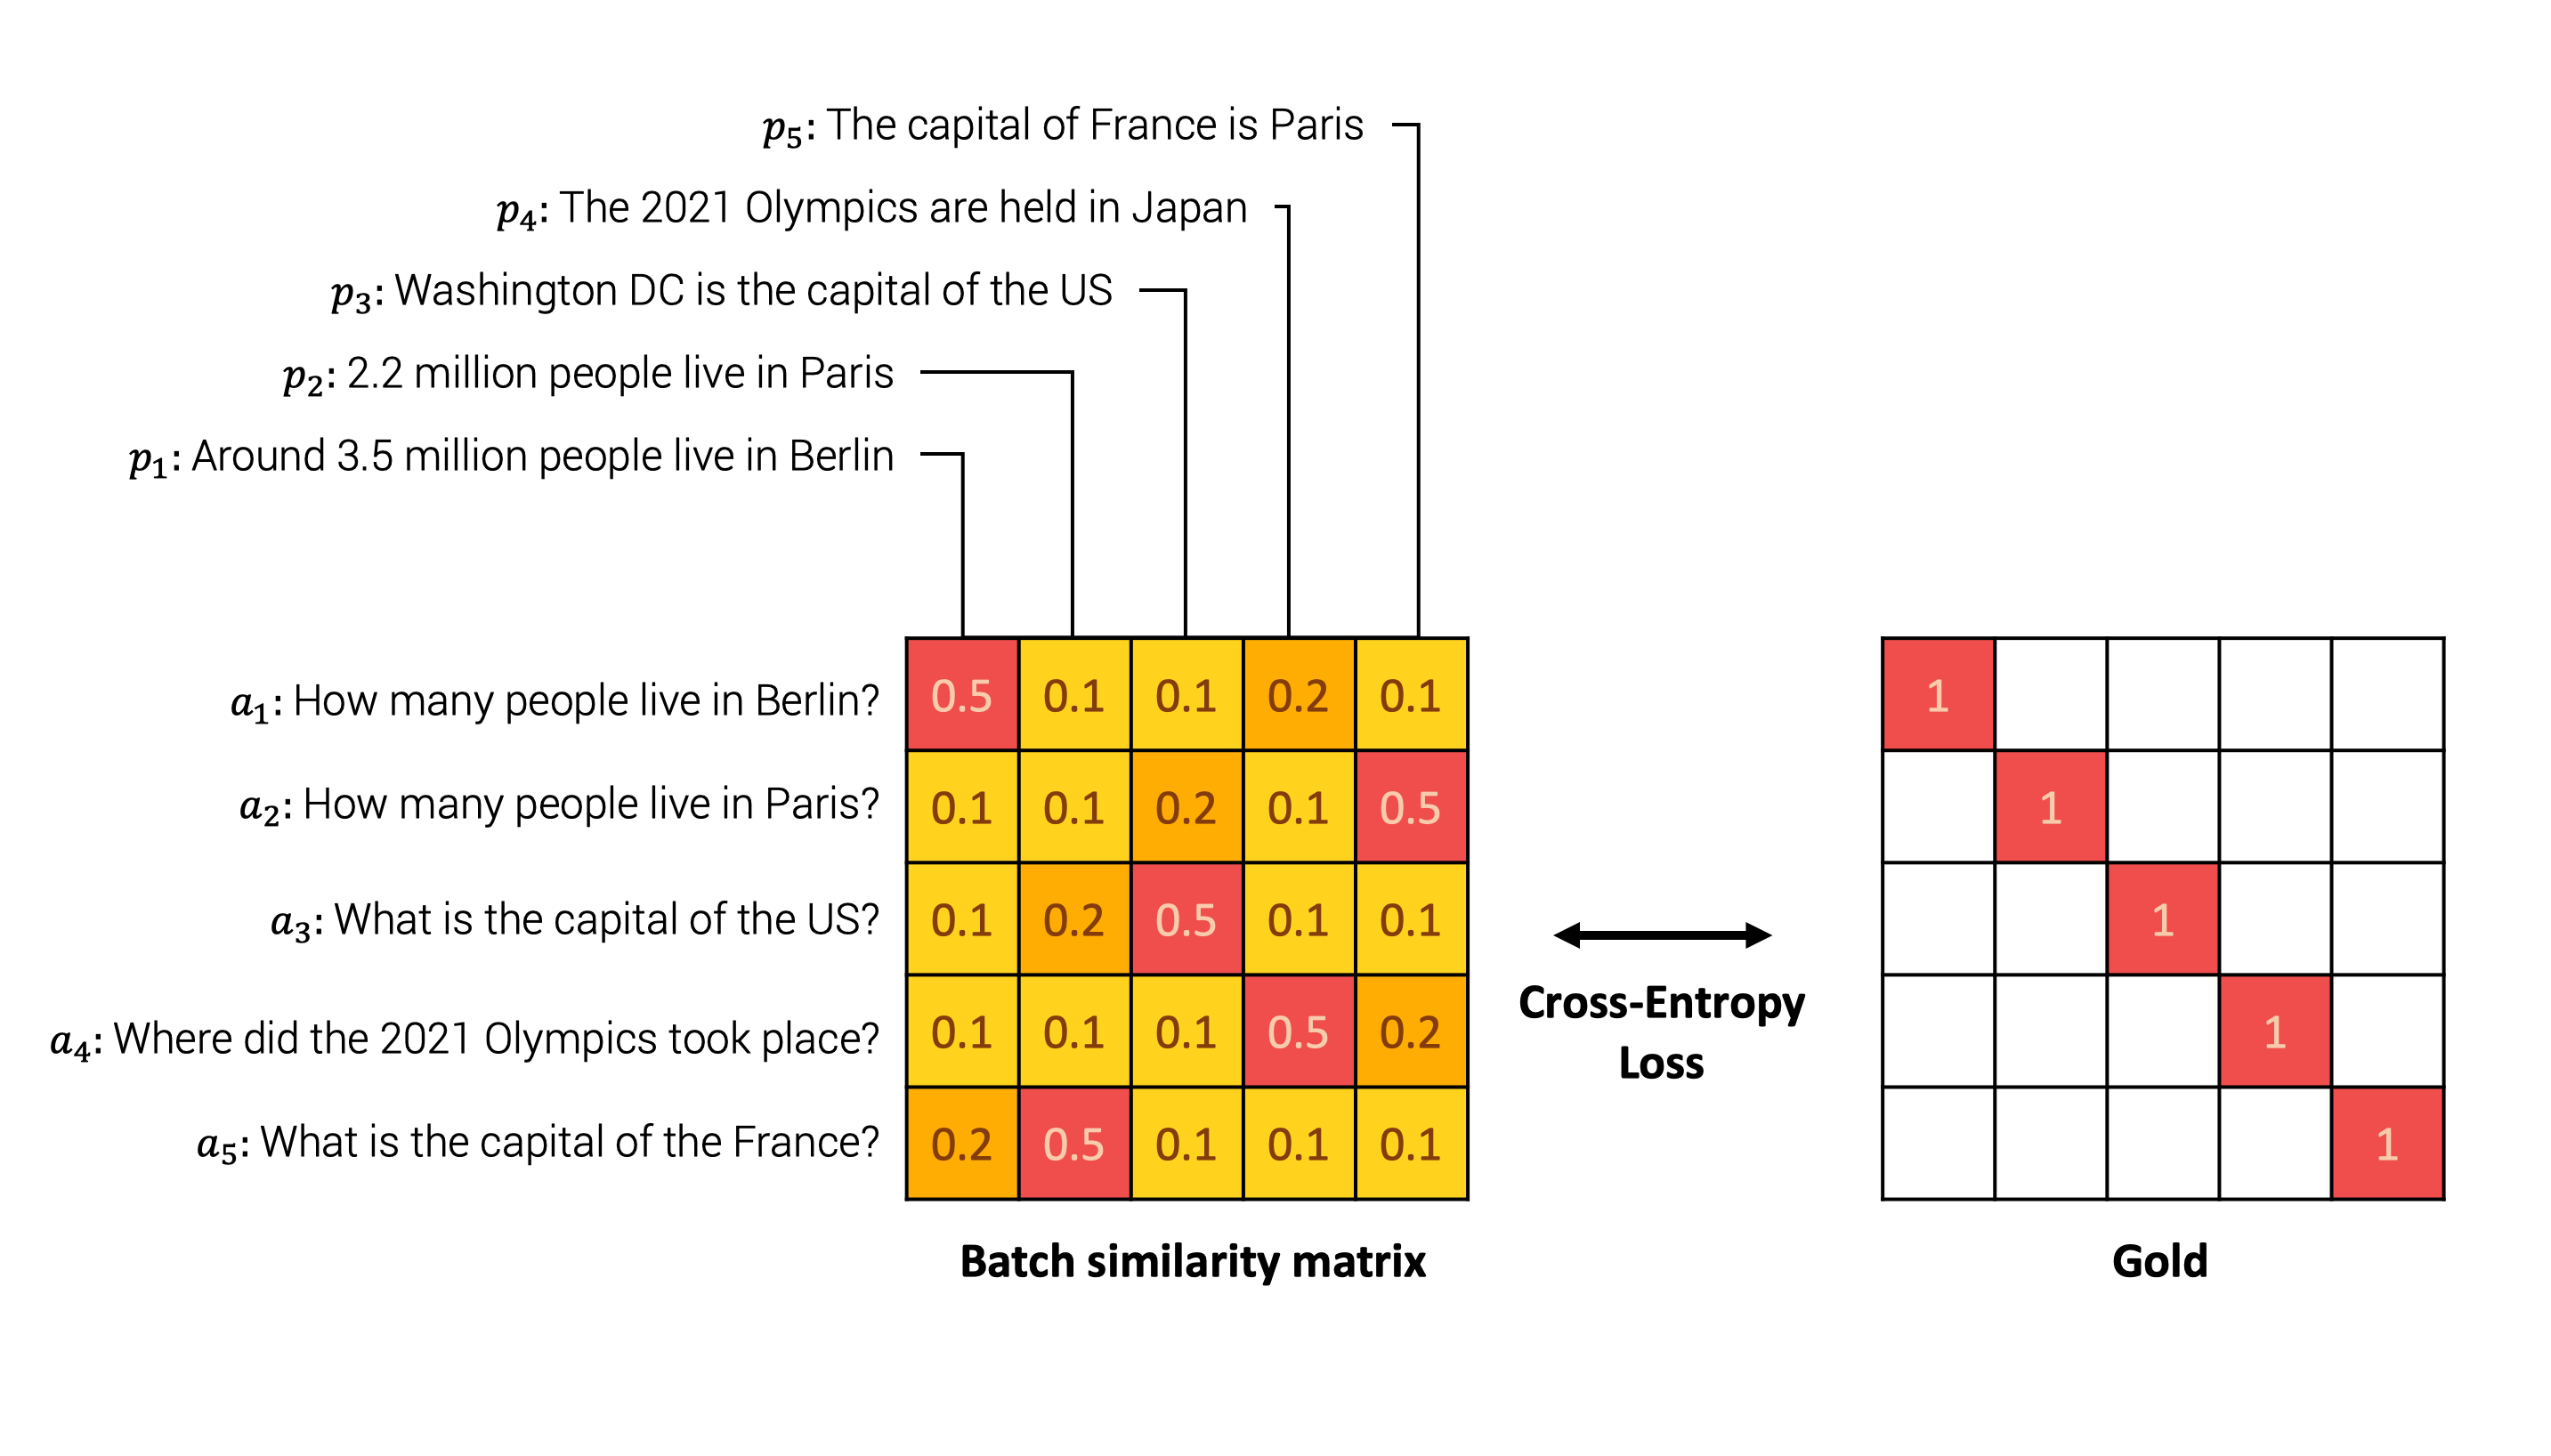 p₅: The capital of France is Paris
p₄: The 2021 Olympics are held in Japan
p₃: Washington DC is the capital of the US
p₂: 2.2 million people live in Paris
p₁: Around 3.5 million people live in Berlin
a₁: How many people live in Berlin? 0.5 0.1 0.1 0.2 0.1 1
a₂: How many people live in Paris? 0.1 0.1 0.2 0.1 0.5 1
a₃: What is the capital of the US? 0.1 0.2 0.5 0.1 0.1 1
Cross-Entropy
Loss
a₄: Where did the 2021 Olympics took place? 0.1 0.1 0.1 0.5 0.2 1
a₅: What is the capital of the France? 0.2 0.5 0.1 0.1 0.1 1
Batch similarity matrix
Gold